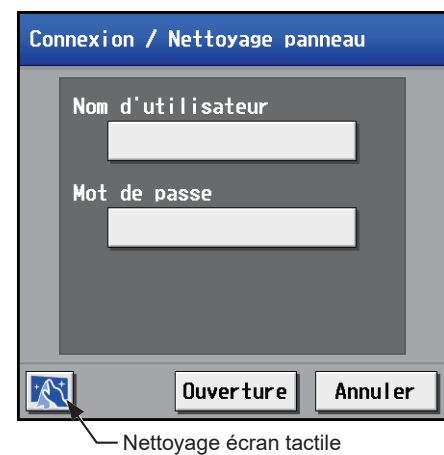 Connexion / Nettoyage panneau
Nom d'utilisateur
Mot de passe
Ouverture
Annuler
Nettoyage écran tactile